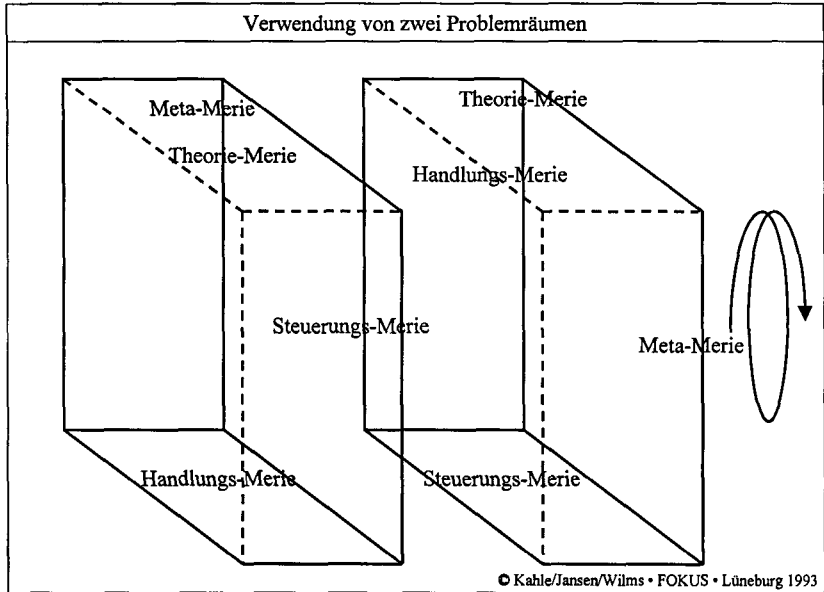 Verwendung von zwei Problemräumen
Meta-Merie
Theorie-Merie
Steuerungs-Merie
Handlungs-Merie
Theorie-Merie
Handlungs-Merie
Meta-Merie
Steuerungs-Merie
© Kahle/Jansen/Wilms • FOKUS • Lüneburg 1993